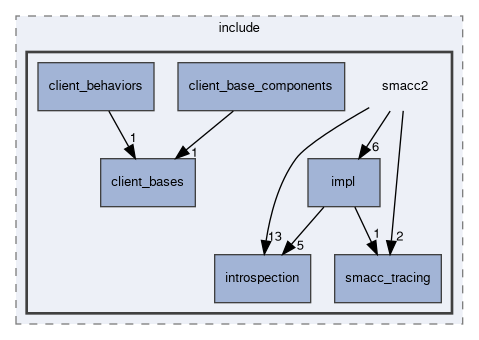 include
client_behaviors
client_base_components
smacc2
1
1
6
client_bases
impl
13
5
1
2
introspection
smacc_tracing